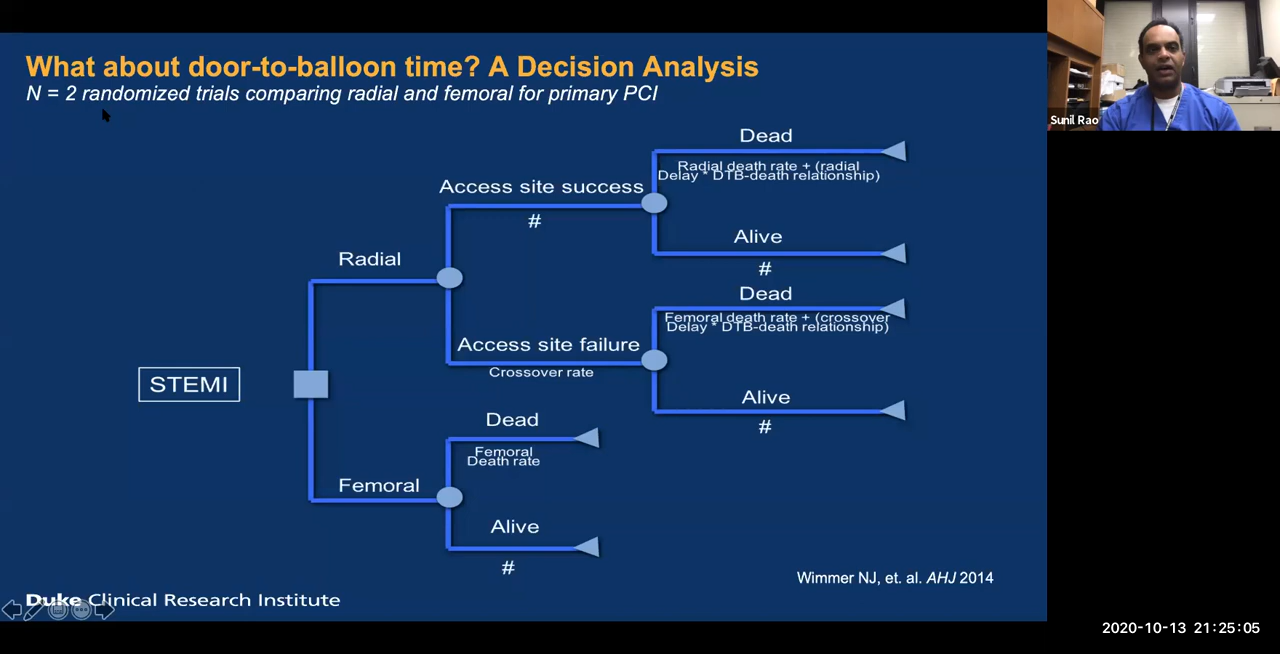 What about door-to-balloon time? A Decision Analysis
N = 2 randomized trials comparing radial and femoral for primary PCI
Sunil Rao
Dead
Radial death rate + (radial
Delay * DTB-death relationship)
Access site success
#
Alive
#
Radial
Dead
Femoral death rate + (crossover
Delay * DTB-death relationship)
Access site failure
Crossover rate
STEMI
Alive
#
Dead
Femoral
Death rate
Femoral
Alive
#
Wimmer NJ, et. al. AHJ 2014
Duke Clinical Research Institute
2020-10-13 21:25:05